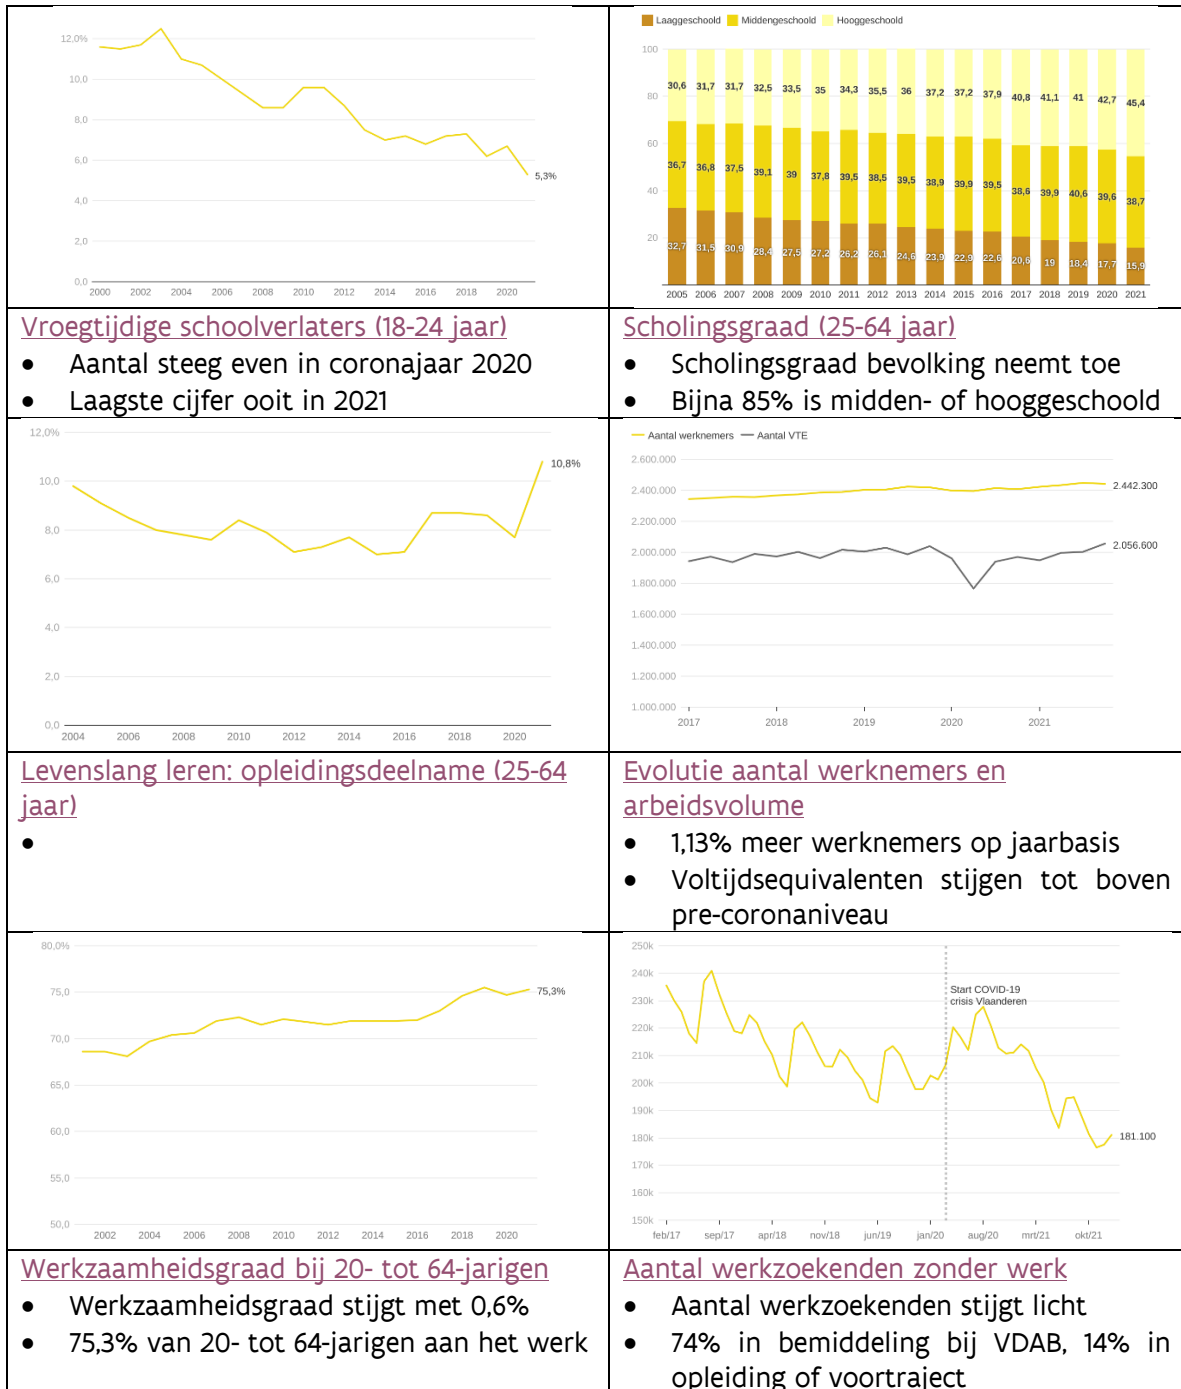 12.0%
10,0
8.0
6,0
4,0
2,0
0,0
5,3%
2000 2002 2004 2006 2008 2010 2012 2014 2016 2018 2020
Laaggeschoold Middengeschoold Hooggeschoold
100
80
60
40
20
30,6 31,7 31,7 32,5 33,5 35 34,3 35,5 36 37,2 37,2 37,9 40,8 41,1 41 42,7 45,4
36,7 36,8 37,5 39,1 39 37,8 39,5 38,5 39,5 38,9 39,9 39,5 38,6 39,9 40,6 39,6 38,7
32,7 31,5 30,9 28,4 27,5 27,2 26,2 26,1 24,6 23,9 22,9 22,6 20,6 19 18,4 17,7 15,9
2005 2006 2007 2008 2009 2010 2011 2012 2013 2014 2015 2016 2017 2018 2019 2020 2021
Vroegtijdige schoolverlaters (18-24 jaar)
• Aantal steeg even in coronajaar 2020
• Laagste cijfer ooit in 2021
Scholingsgraad (25-64 jaar)
• Scholingsgraad bevolking neemt toe
• Bijna 85% is midden- of hooggeschoold
12,0%
10,0
8,0
6,0
4,0
2,0
0,0
10,8%
2004 2006 2008 2010 2012 2014 2016 2018 2020
Aantal werknemers Aantal VTE
2.600.000
2.400.000
2.200.000
2.000.000
1.800.000
1.600.000
1.400.000
1.200.000
1.000.000
2.442.300
2.056.600
2017 2018 2019 2020 2021
Levenslang leren: opleidingsdeelname (25-64
jaar)
•
Evolutie aantal werknemers en
arbeidsvolume
• 1,13% meer werknemers op jaarbasis
• Voltijdsequivalenten stijgen tot boven
pre-coronaniveau
80,0%
75,0
70,0
65,0
60,0
55,0
50,0
75,3%
2002 2004 2006 2008 2010 2012 2014 2016 2018 2020
250k
240k
230k
220k
210k
200k
190k
180k
170k
160k
150k
Start COVID-19
crisis Vlaanderen
181.100
feb/17 sep/17 apr/18 nov/18 jun/19 jan/20 aug/20 mrt/21 okt/21
Werkzaamheidsgraad bij 20- tot 64-jarigen
• Werkzaamheidsgraad stijgt met 0,6%
• 75,3% van 20- tot 64-jarigen aan het werk
Aantal werkzoekenden zonder werk
• Aantal werkzoekenden stijgt licht
• 74% in bemiddeling bij VDAB, 14% in
opleiding of voortraject